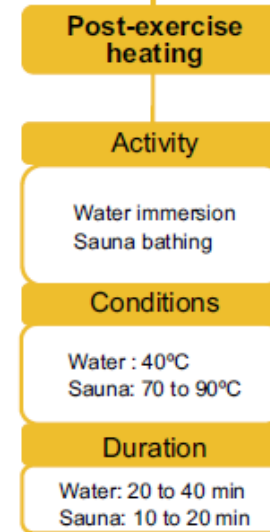 Post-exercise
heating
Activity
Water immersion
Sauna bathing
Conditions
Water : 40ºC
Sauna: 70 to 90ºC
Duration
Water: 20 to 40 min
Sauna: 10 to 20 min